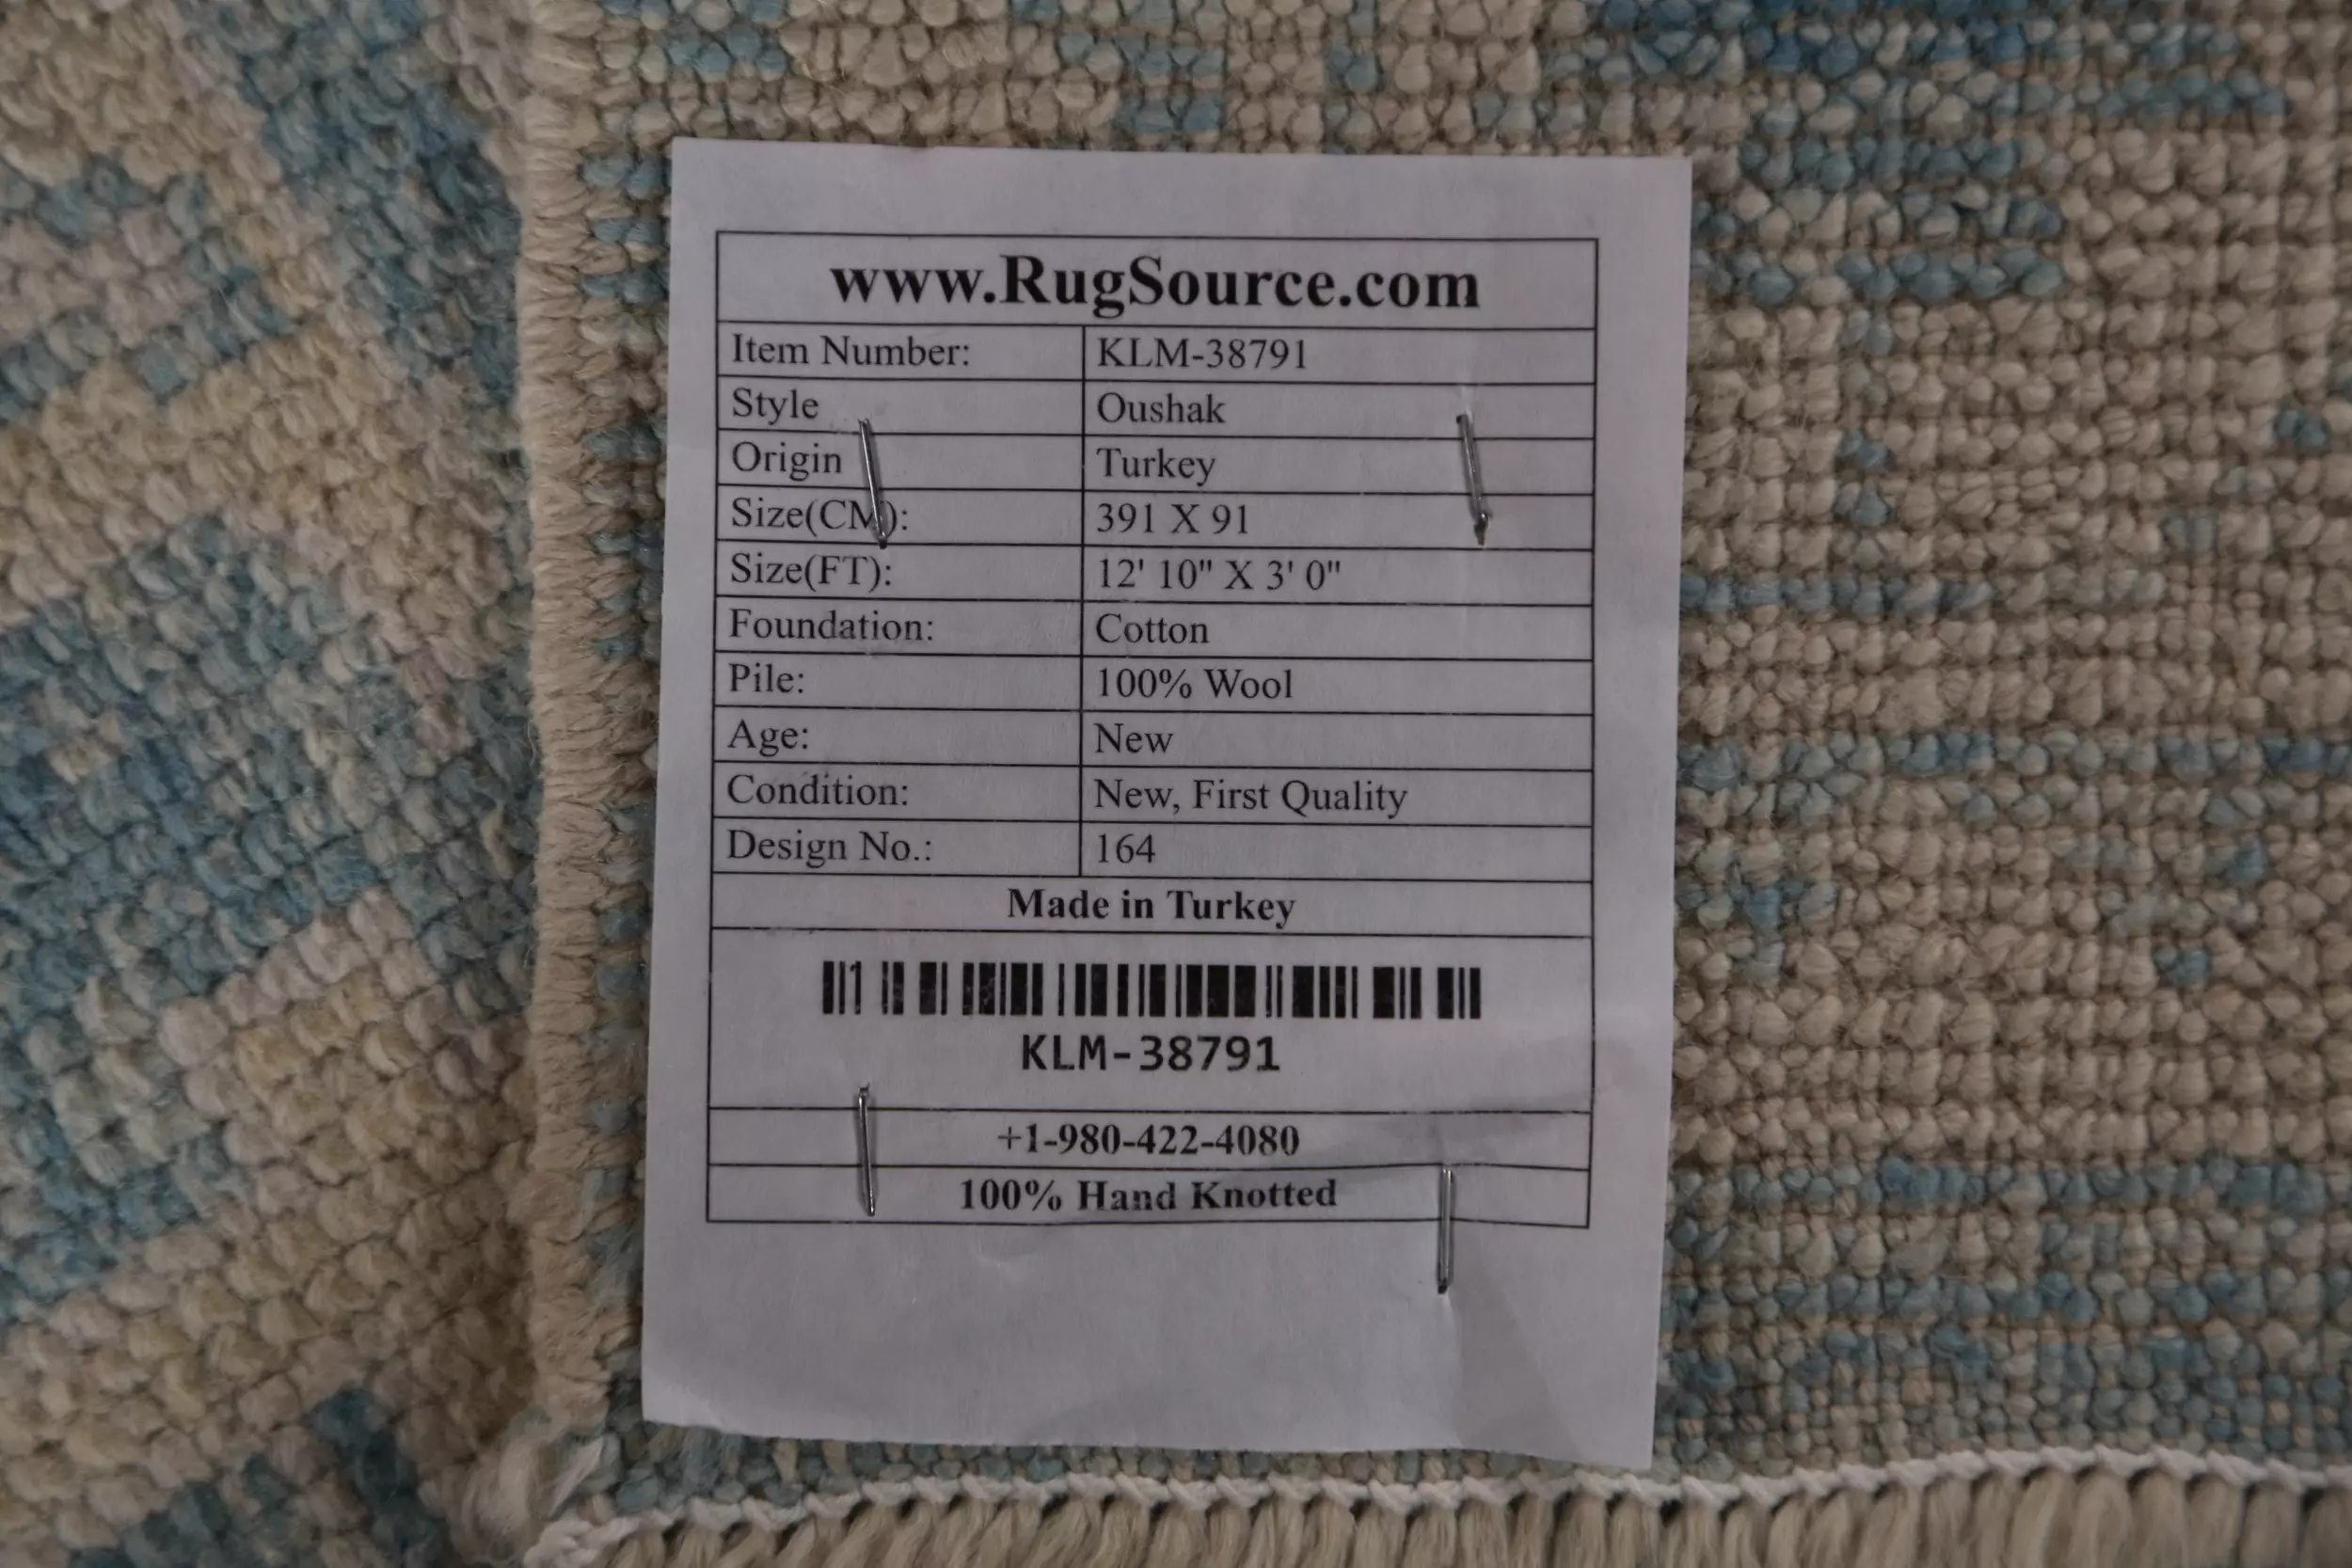 www.RugSource.com
Item Number: KLM-38791
Style Oushak
Origin Turkey
Size(CM): 391 X 91
Size(FT): 12' 10" X 3' 0"
Foundation: Cotton
Pile: 100% Wool
Age: New
Condition: New, First Quality
Design No.: 164
Made in Turkey
KLM-38791
+1-980-422-4080
100% Hand Knotted